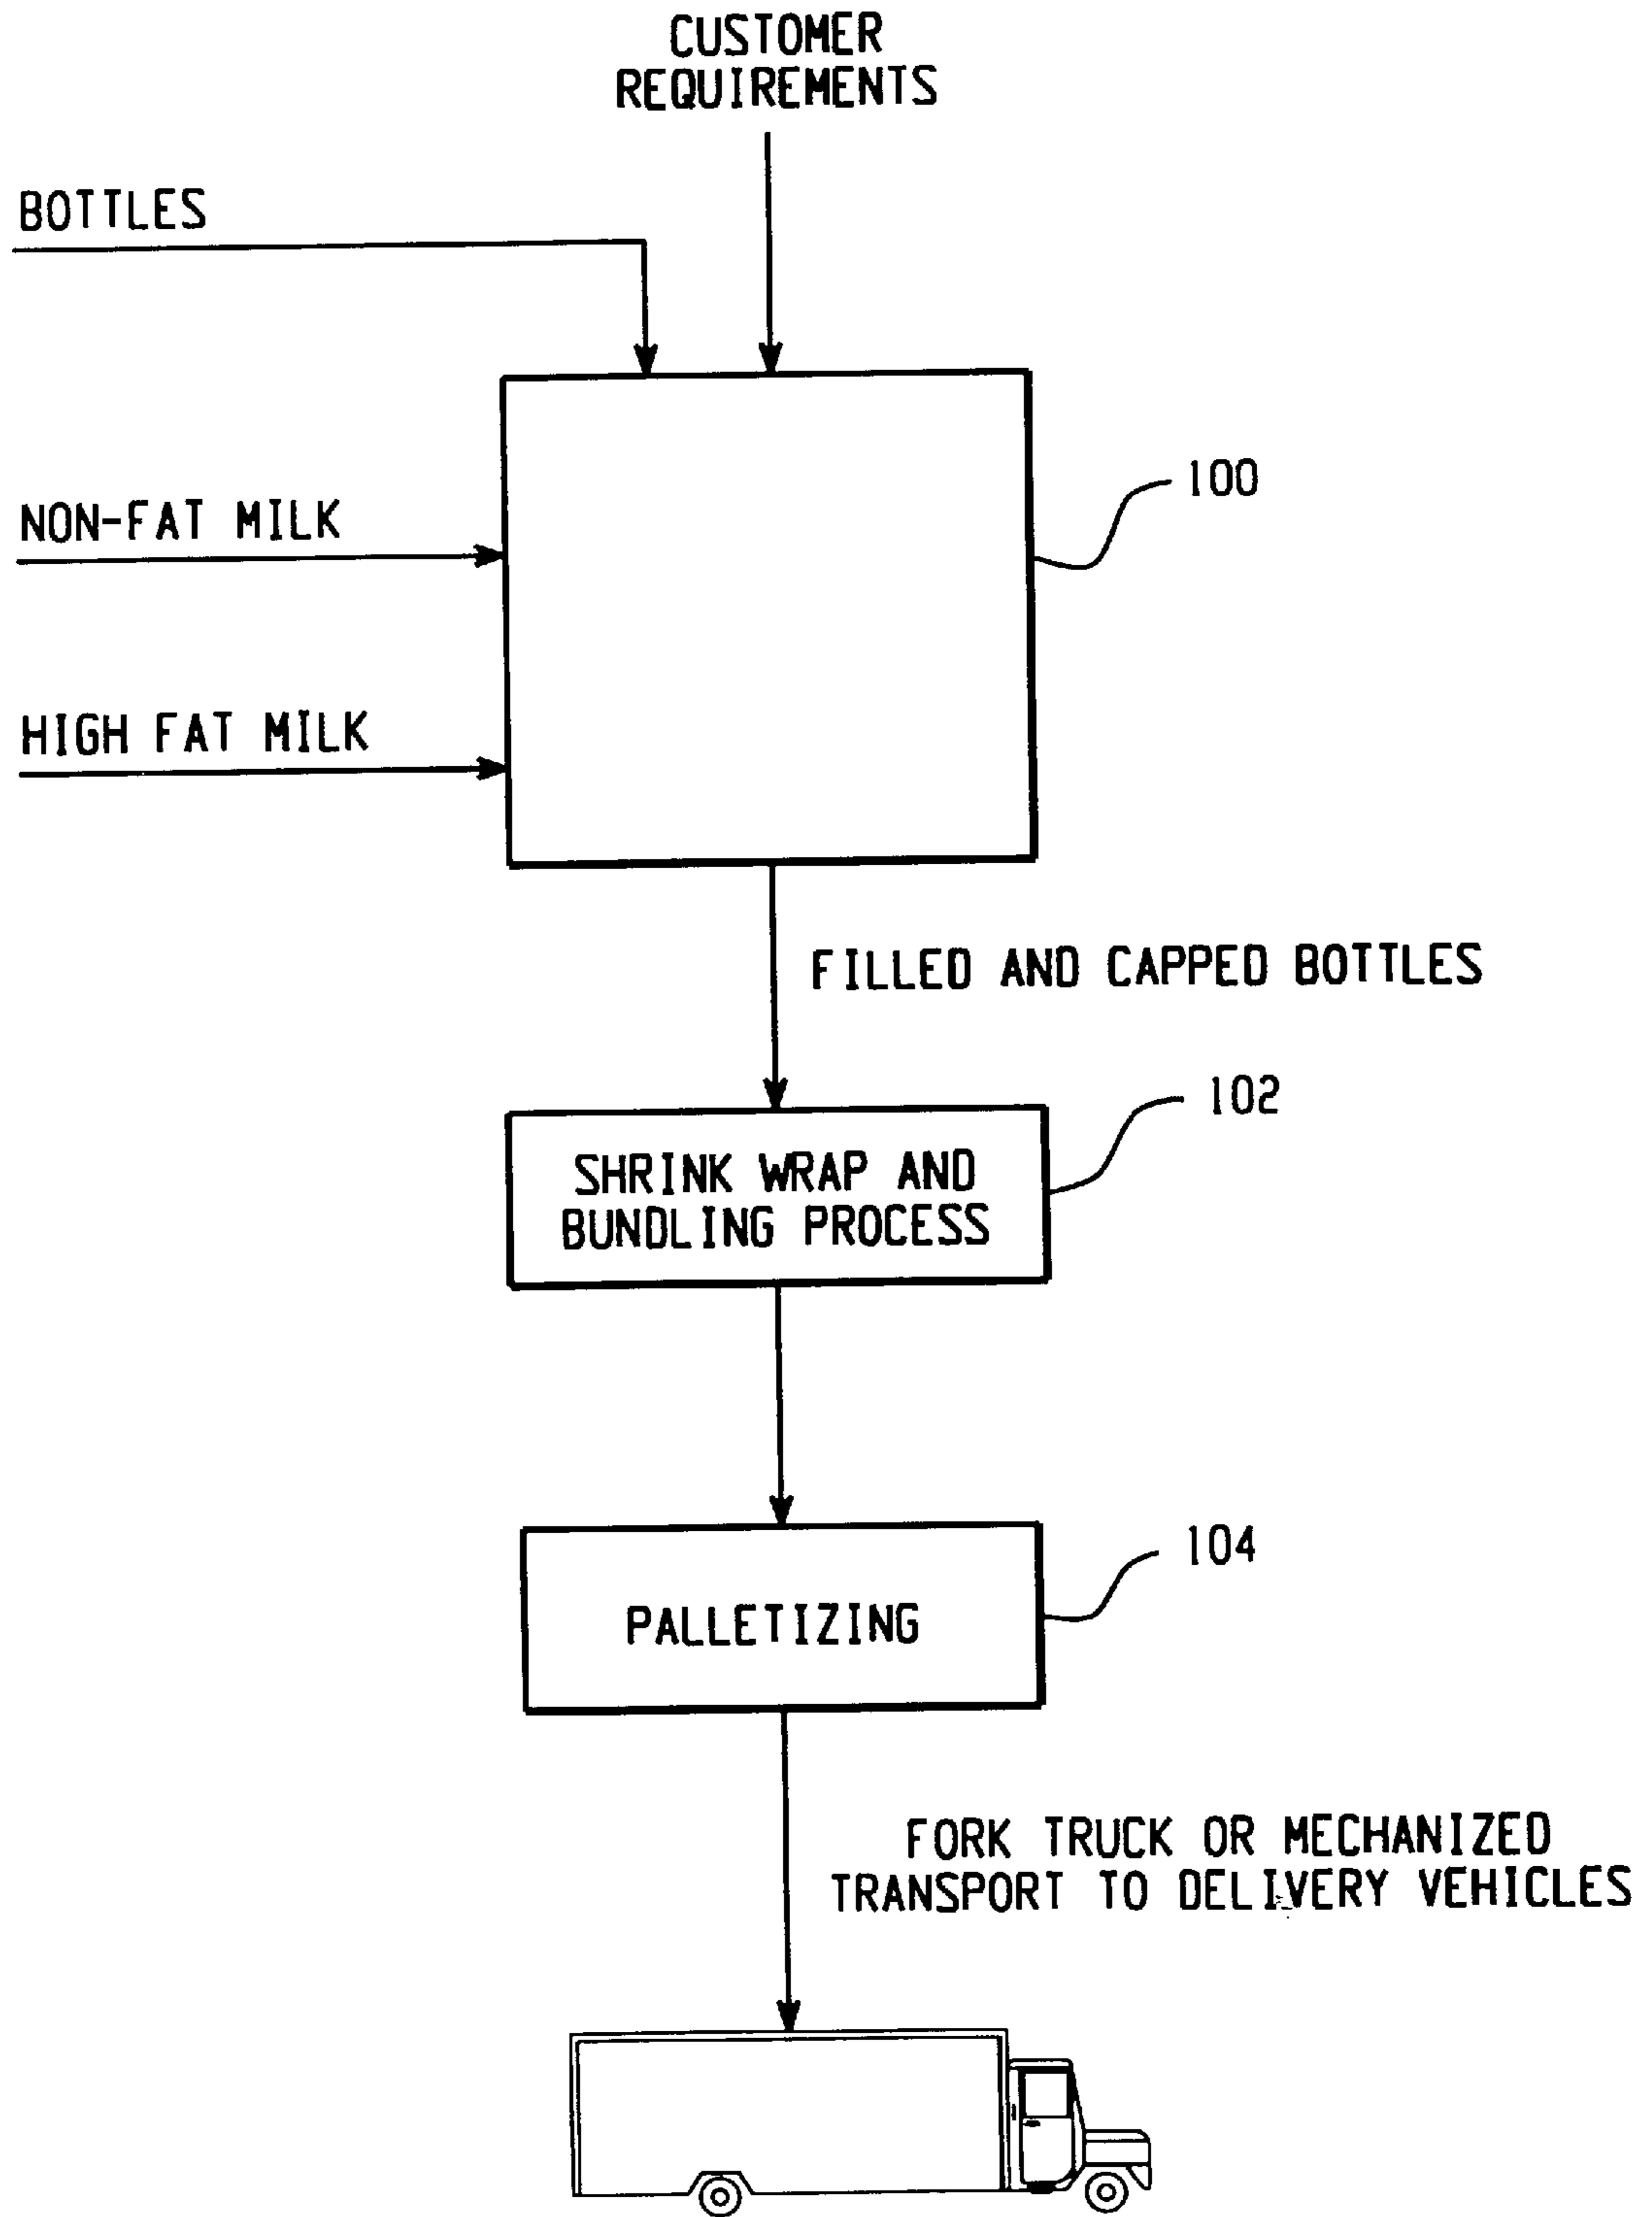 CUSTOMER
REQUIREMENTS
BOTTLES
100
NON-FAT MILK
HIGH FAT MILK
FILLED AND CAPPED BOTTLES
102
SHRINK WRAP AND
BUNDLING PROCESS
104
PALLETIZING
FORK TRUCK OR MECHANIZED
TRANSPORT TO DELIVERY VEHICLES